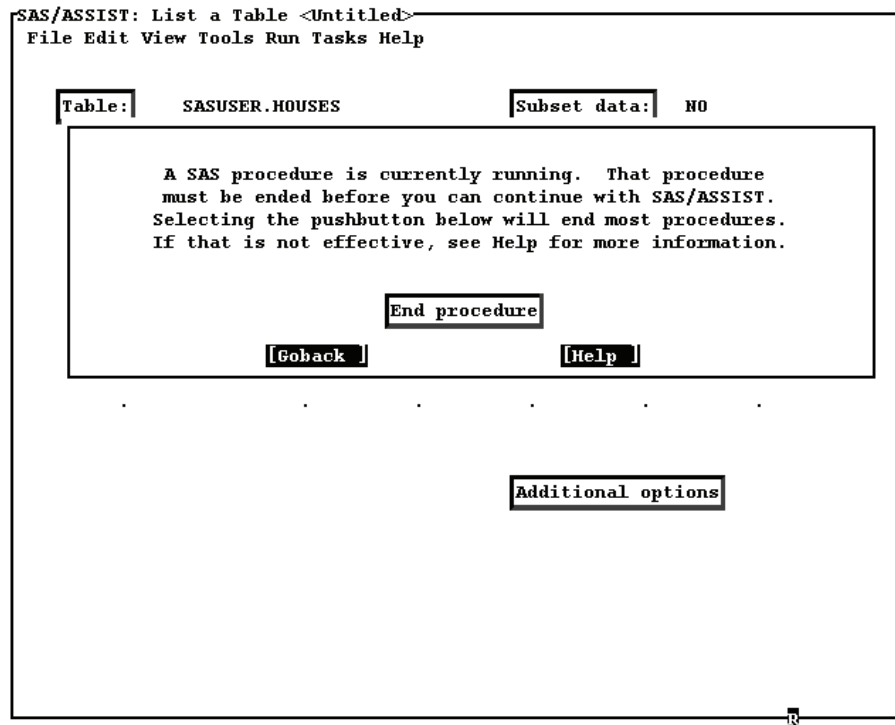 SAS/ASSIST: List a Table <Untitled>
File Edit View Tools Run Tasks Help
Table: SASUSER.HOUSES Subset data: NO
A SAS procedure is currently running. That procedure
must be ended before you can continue with SAS/ASSIST.
Selecting the pushbutton below will end most procedures.
If that is not effective, see Help for more information.
End procedure
[Goback ] [Help ]
. . . . . .
Additional options
R